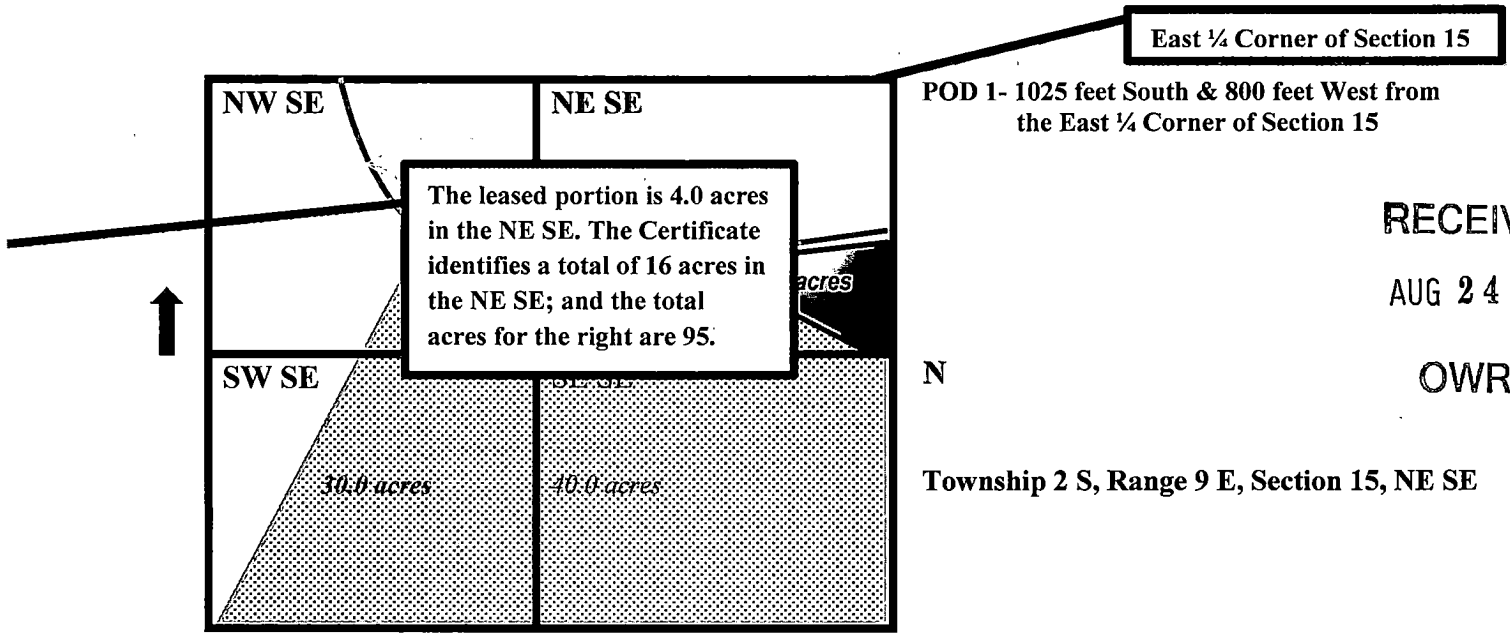 East ¼ Corner of Section 15
NW SE
NE SE
POD 1- 1025 feet South & 800 feet West from
the East ¼ Corner of Section 15
The leased portion is 4.0 acres
in the NE SE. The Certificate
identifies a total of 16 acres in
the NE SE; and the total
acres for the right are 95.
acres
RECEIV
AUG 24
SW SE
SE SE
N
OWR
30.0 acres
40.0 acres
Township 2 S, Range 9 E, Section 15, NE SE